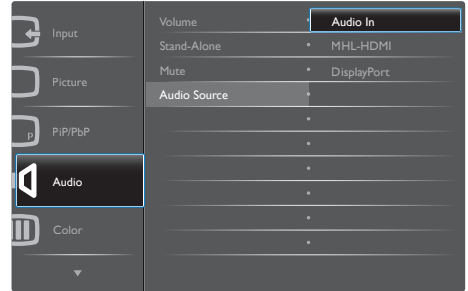 Input
Picture
p
PiP/PbP
Audio
Color
Volume
Stand-Alone
Mute
Audio Source
Audio In
MHL-HDMI
DisplayPort